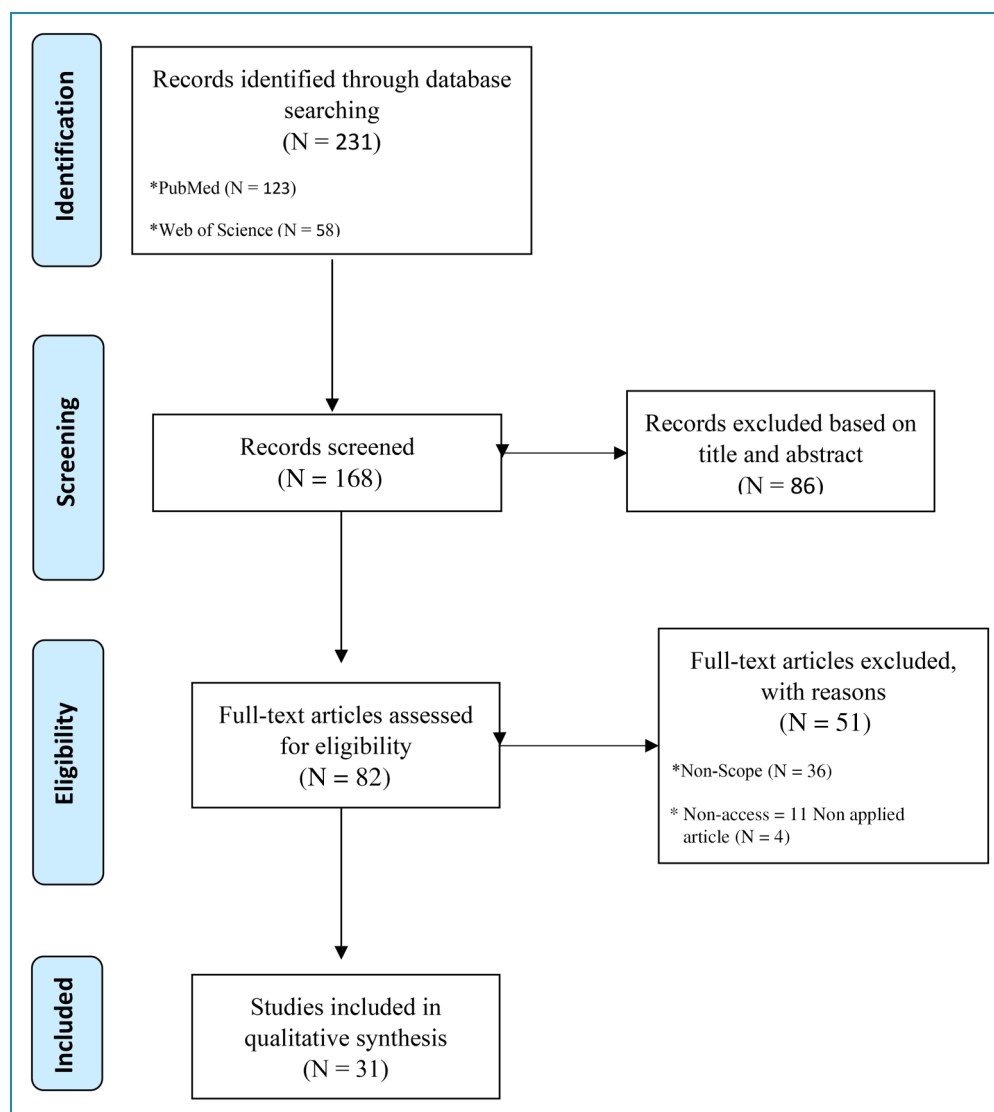 Identification
Records identified through database
searching
(N = 231)
*PubMed (N = 123)
*Web of Science (N = 58)
Screening
Records screened
(N = 168)
Records excluded based on
title and abstract
(N = 86)
Eligibility
Full-text articles assessed
for eligibility
(N = 82)
Full-text articles excluded,
with reasons
(N = 51)
*Non-Scope (N = 36)
* Non-access = 11 Non applied
article (N = 4)
Included
Studies included in
qualitative synthesis
(N = 31)